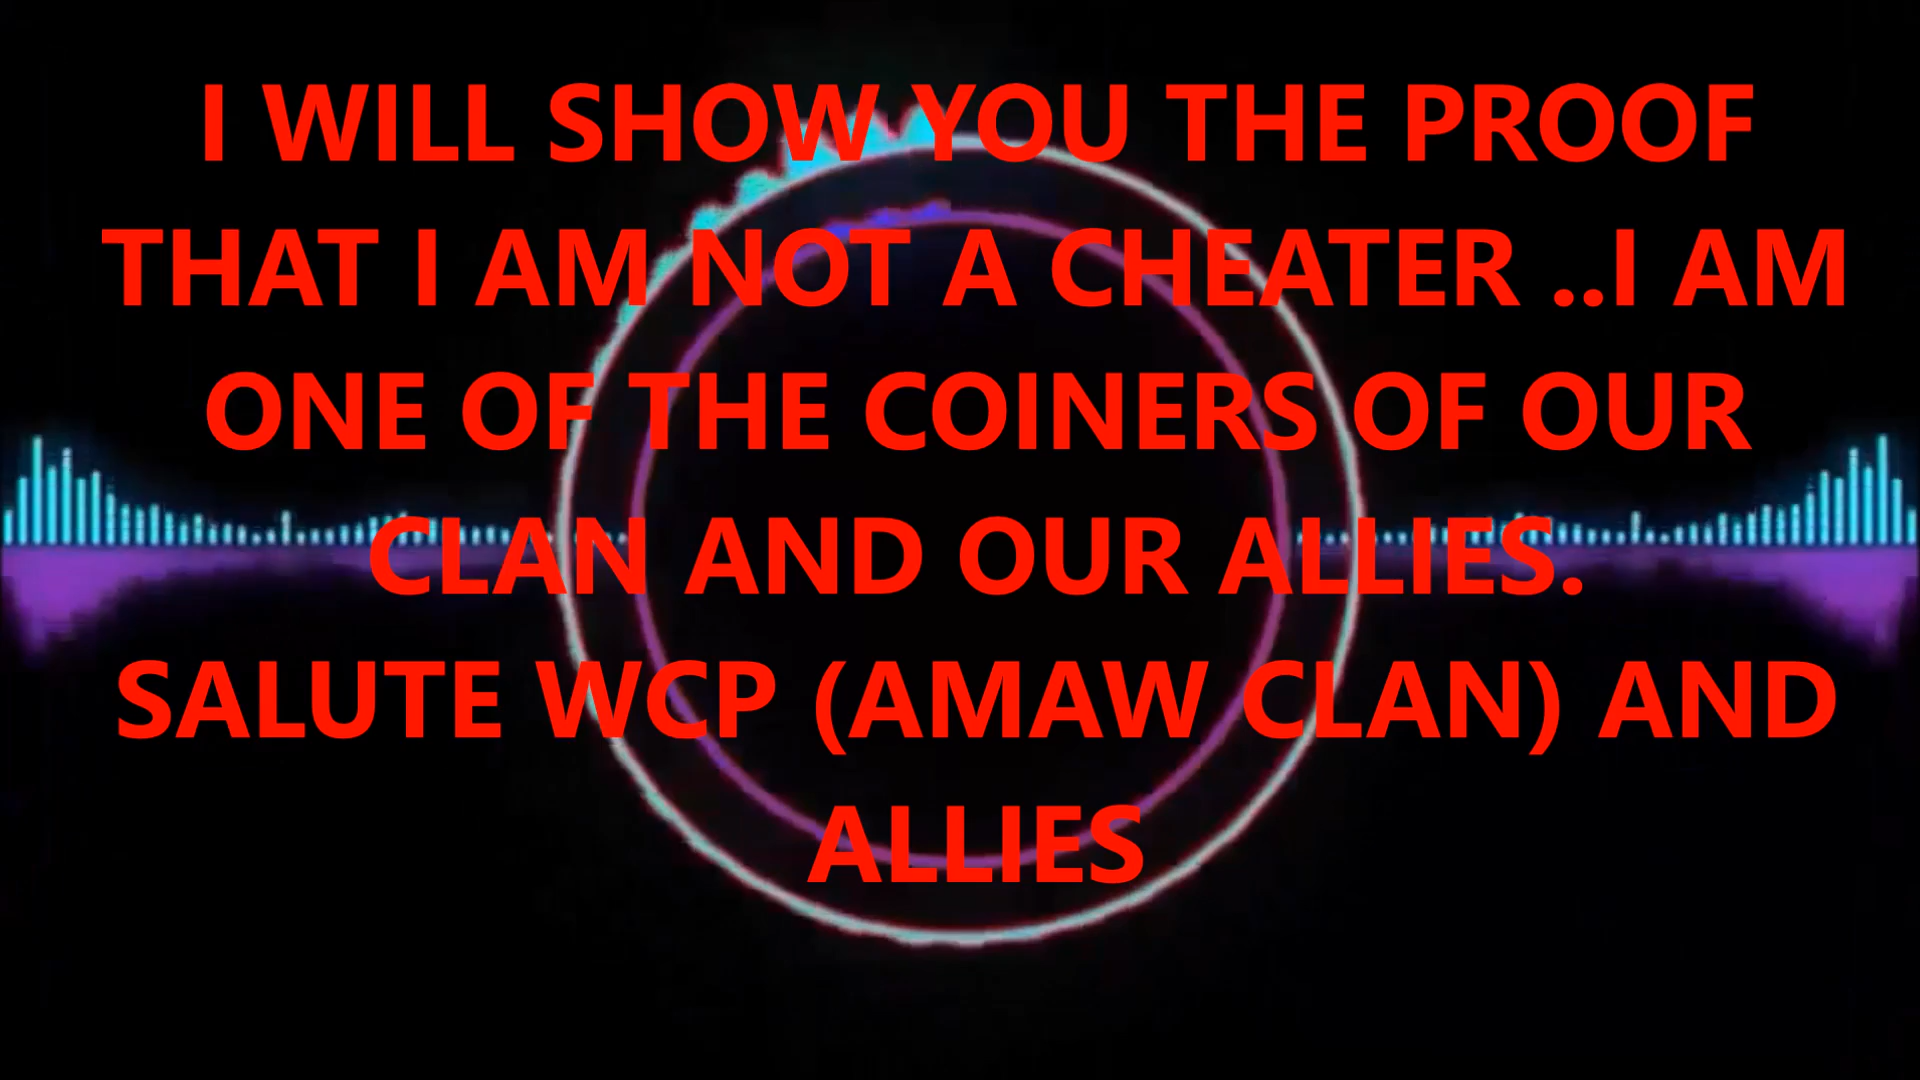 I WILL SHOW YOU THE PROOF
THAT I AM NOT A CHEATER ..I AM
ONE OF THE COINERS OF OUR
CLAN AND OUR ALLIES.
SALUTE WCP (AMAW CLAN) AND
ALLIES